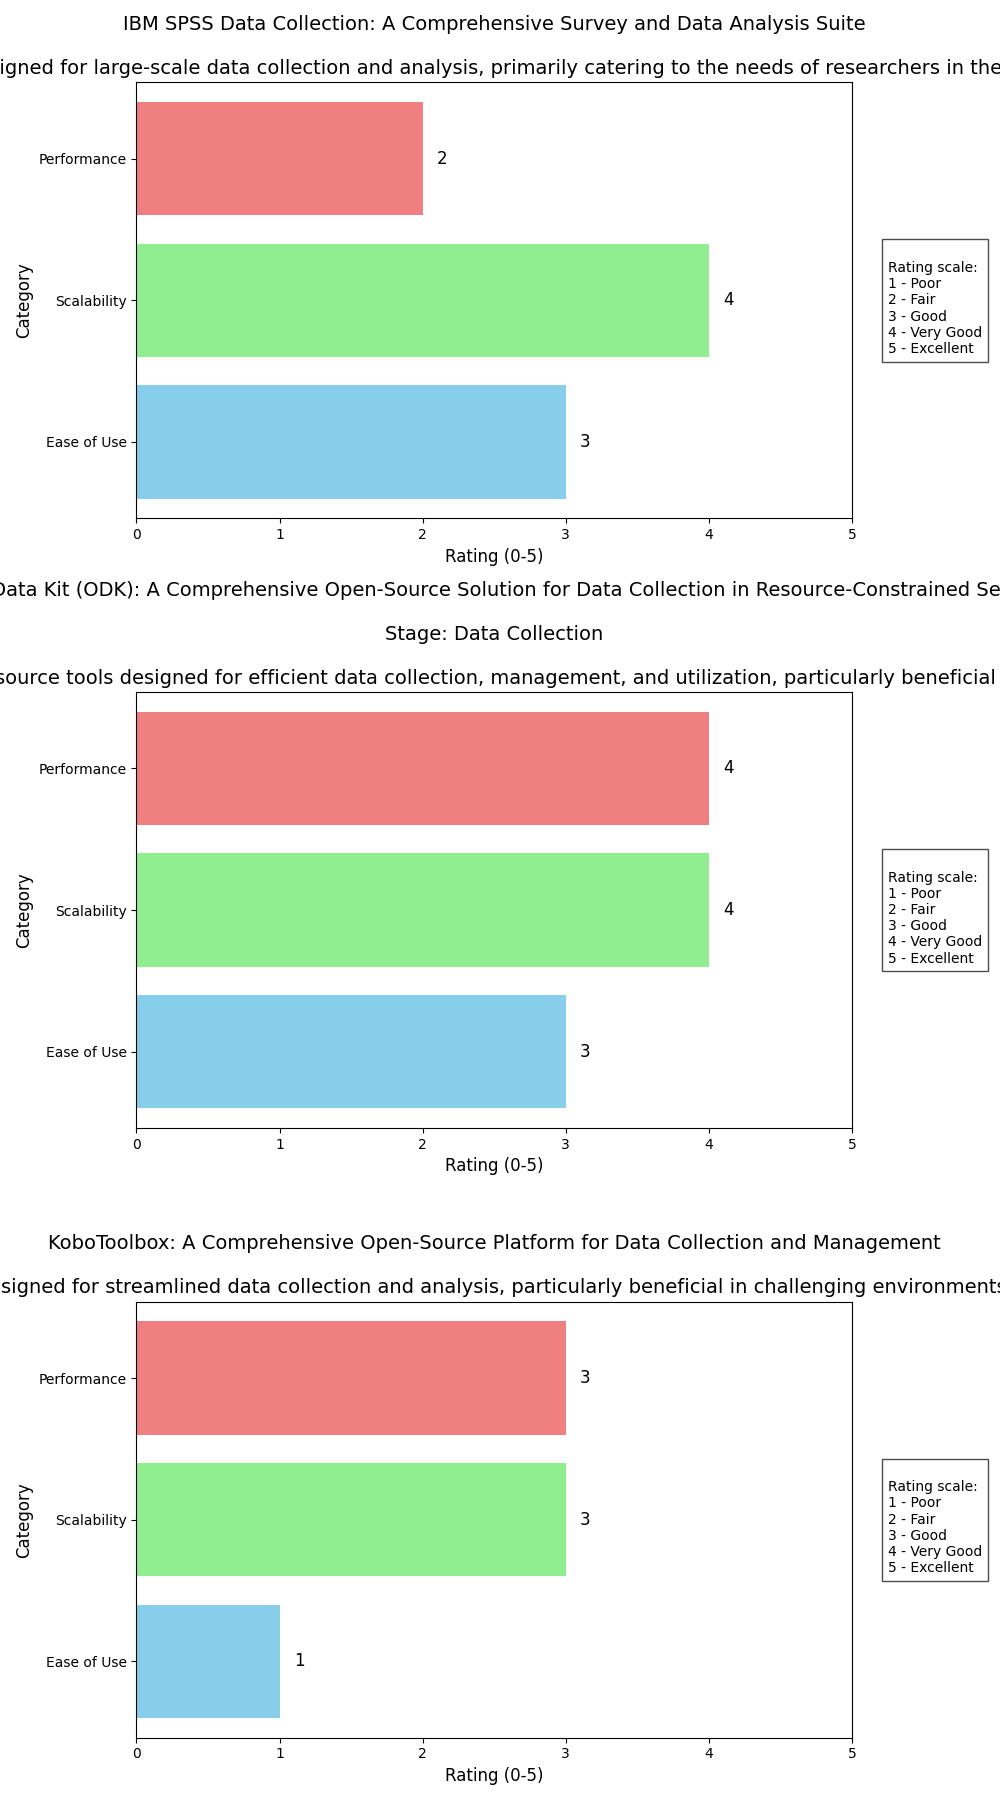 IBM SPSS Data Collection: A Comprehensive Survey and Data Analysis Suite
igned for large-scale data collection and analysis, primarily catering to the needs of researchers in the
Performance
2
Scalability
4
Ease of Use
3
Category
0 1 2 3 4 5
Rating (0-5)
Rating scale:
1 - Poor
2 - Fair
3 - Good
4 - Very Good
5 - Excellent
Data Kit (ODK): A Comprehensive Open-Source Solution for Data Collection in Resource-Constrained Se
Stage: Data Collection
source tools designed for efficient data collection, management, and utilization, particularly beneficial
Performance
4
Scalability
4
Ease of Use
3
Category
0 1 2 3 4 5
Rating (0-5)
Rating scale:
1 - Poor
2 - Fair
3 - Good
4 - Very Good
5 - Excellent
KoboToolbox: A Comprehensive Open-Source Platform for Data Collection and Management
signed for streamlined data collection and analysis, particularly beneficial in challenging environments
Performance
3
Scalability
3
Ease of Use
1
Category
0 1 2 3 4 5
Rating (0-5)
Rating scale:
1 - Poor
2 - Fair
3 - Good
4 - Very Good
5 - Excellent